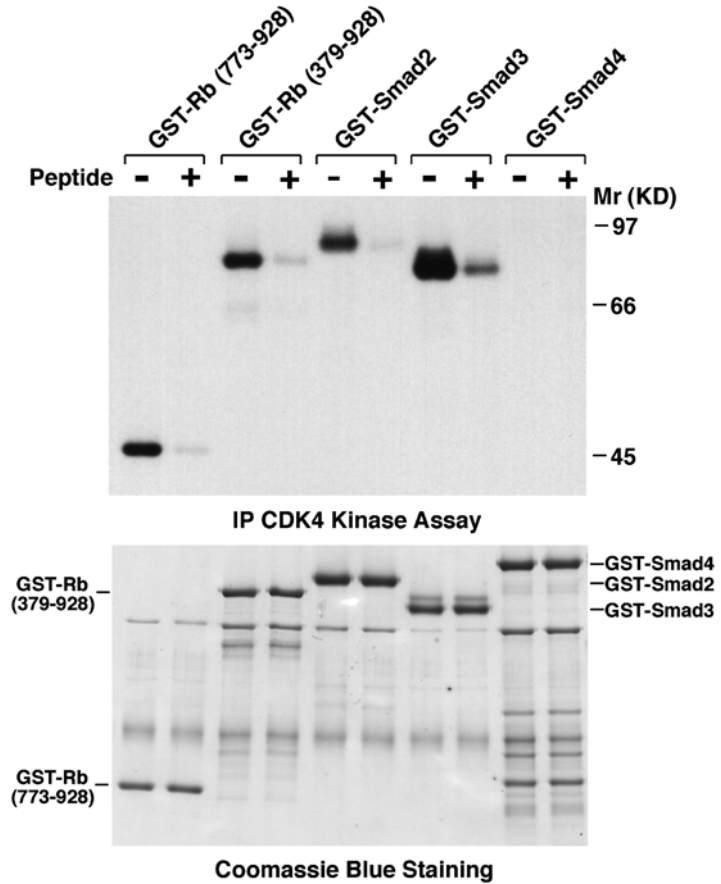 GST-Rb (773-928)
GST-Rb (379-928)
GST-Smad2
GST-Smad3
GST-Smad4
Peptide - + - + - + - + - +
Mr (KD)
97
66
45
IP CDK4 Kinase Assay
GST-Rb
(379-928)
GST-Smad4
GST-Smad2
GST-Smad3
GST-Rb
(773-928)
Coomassie Blue Staining